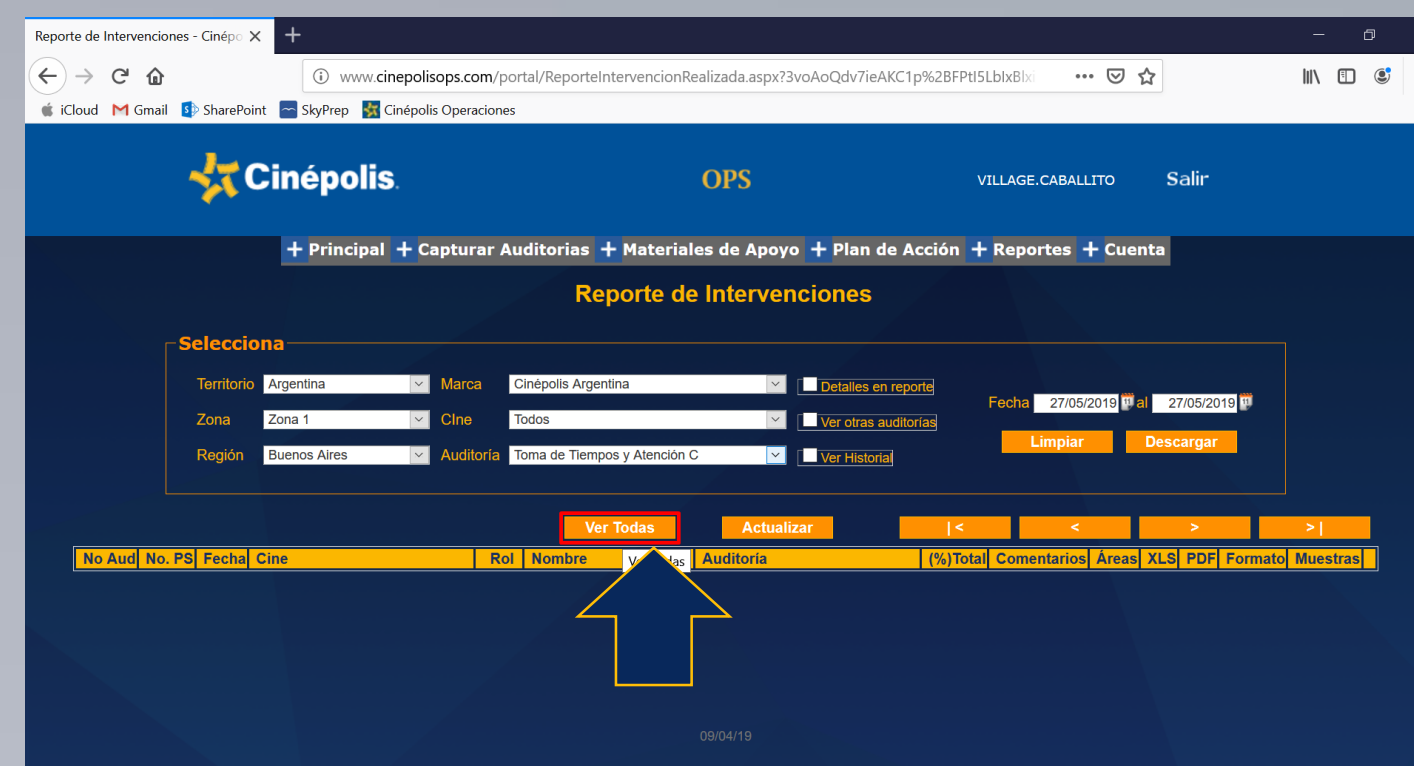 Reporte de Intervenciones - Cinépo
www.cinepolisops.com/portal/ReporteIntervencionRealizada.aspx?3voAoQdv7ieAKC1p%2BFPtI5LbIxBIxi
iCloud Gmail SharePoint SkyPrep Cinépolis Operaciones
Cinépolis. OPS VILLAGE.CABALLITO Salir
+ Principal + Capturar Auditorias + Materiales de Apoyo + Plan de Acción + Reportes + Cuenta
Reporte de Intervenciones
Selecciona
Territorio Argentina Marca Cinépolis Argentina Detalles en reporte
Fecha 27/05/2019 al 27/05/2019
Zona Zona 1 CIne Todos Ver otras auditorías
Limpiar Descargar
Región Buenos Aires Auditoría Toma de Tiempos y Atención C Ver Historial
Ver Todas Actualizar |< < > >|
No Aud No. PS Fecha Cine Rol Nombre Auditoría (%)Total Comentarios Áreas XLS PDF Formato Muestras
09/04/19